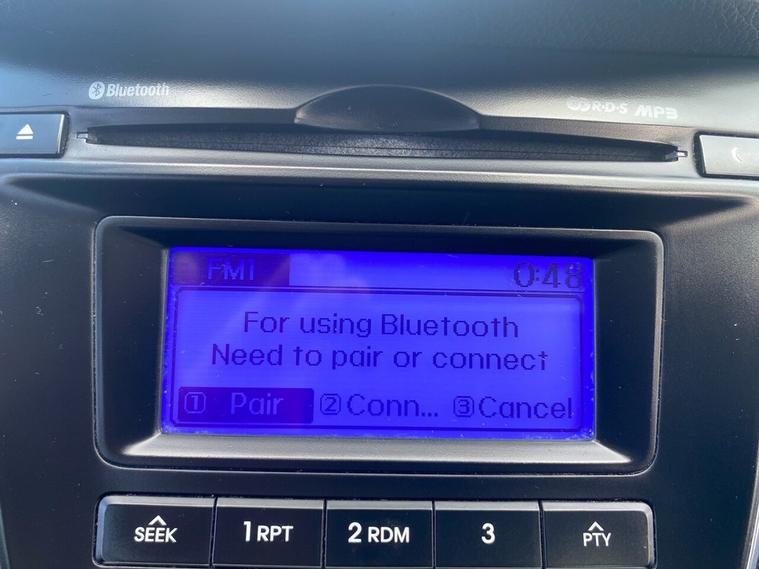 Bluetooth
R·D·S MP3
FM1 0:48
For using Bluetooth
Need to pair or connect
1 Pair 2 Conn... 3 Cancel
SEEK 1 RPT 2 RDM 3 PTY